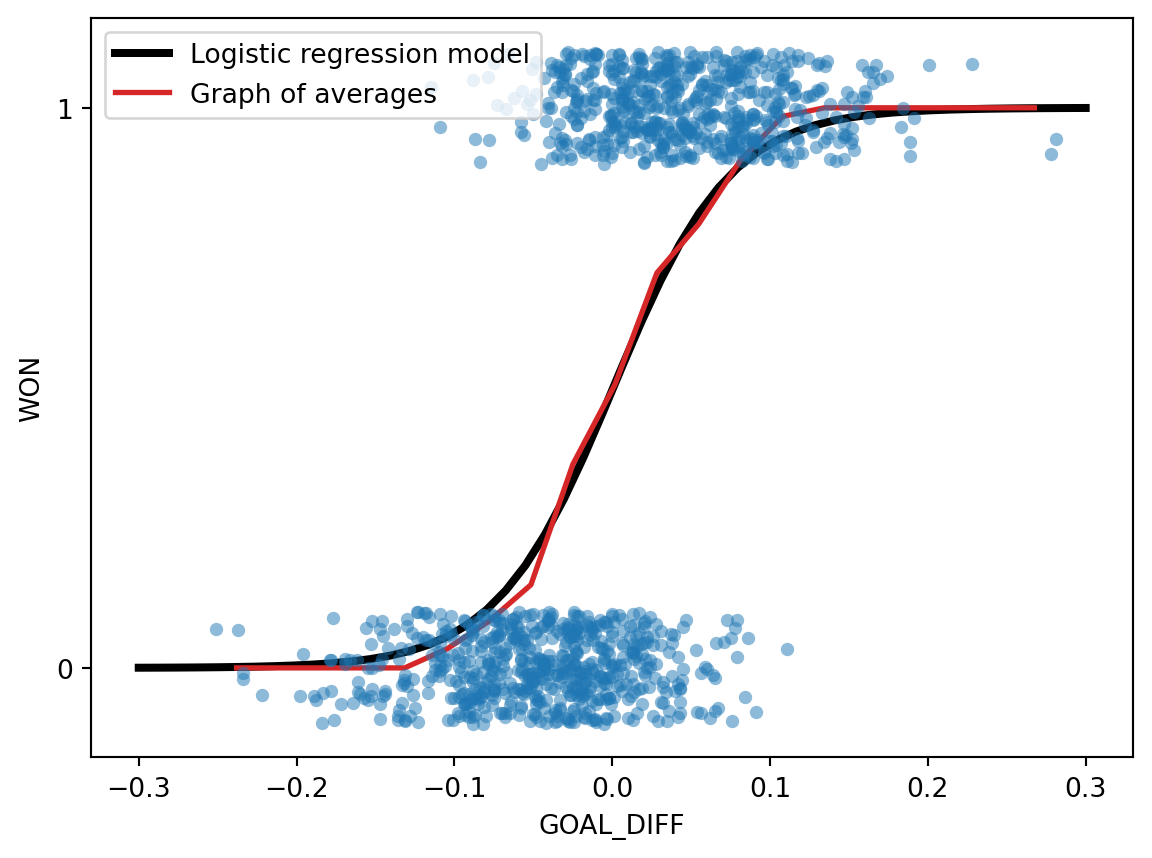 Logistic regression model
Graph of averages
1
0
WON
−0.3 −0.2 −0.1 0.0 0.1 0.2 0.3
GOAL_DIFF